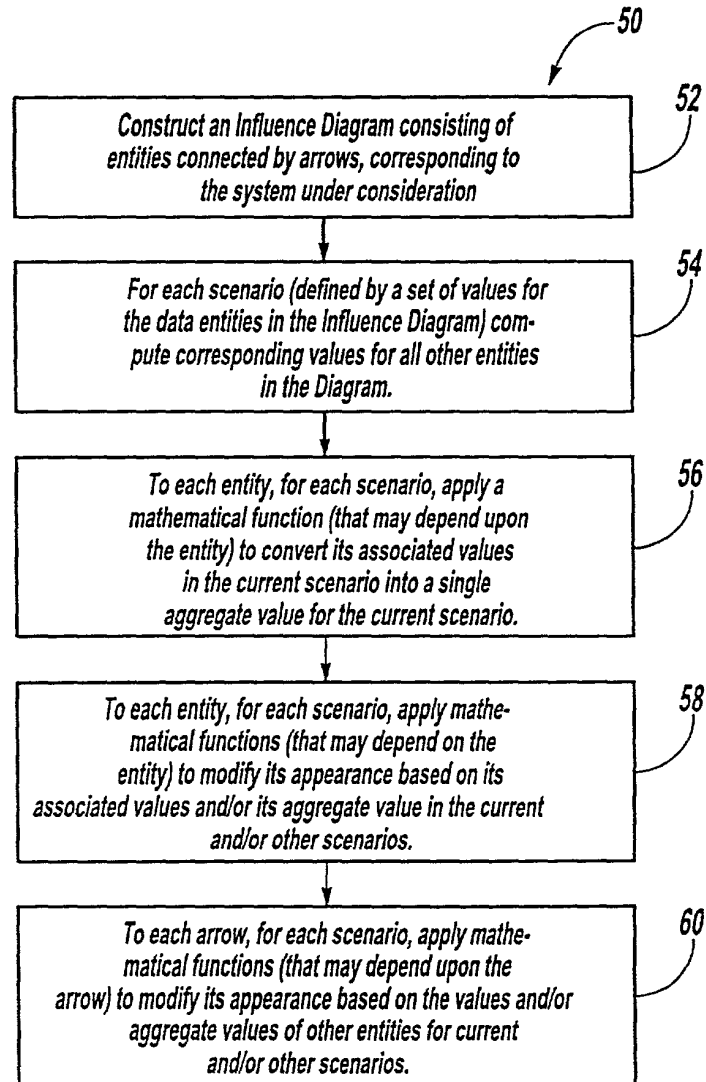 50
52
Construct an Influence Diagram consisting of
entities connected by arrows, corresponding to
the system under consideration
54
For each scenario (defined by a set of values for
the data entities in the Influence Diagram) com-
pute corresponding values for all other entities
in the Diagram.
56
To each entity, for each scenario, apply a
mathematical function (that may depend upon
the entity) to convert its associated values
in the current scenario into a single
aggregate value for the current scenario.
58
To each entity, for each scenario, apply mathe-
matical functions (that may depend on the
entity) to modify its appearance based on its
associated values and/or its aggregate value in the current
and/or other scenarios.
60
To each arrow, for each scenario, apply mathe-
matical functions (that may depend upon the
arrow) to modify its appearance based on the values and/or
aggregate values of other entities for current
and/or other scenarios.